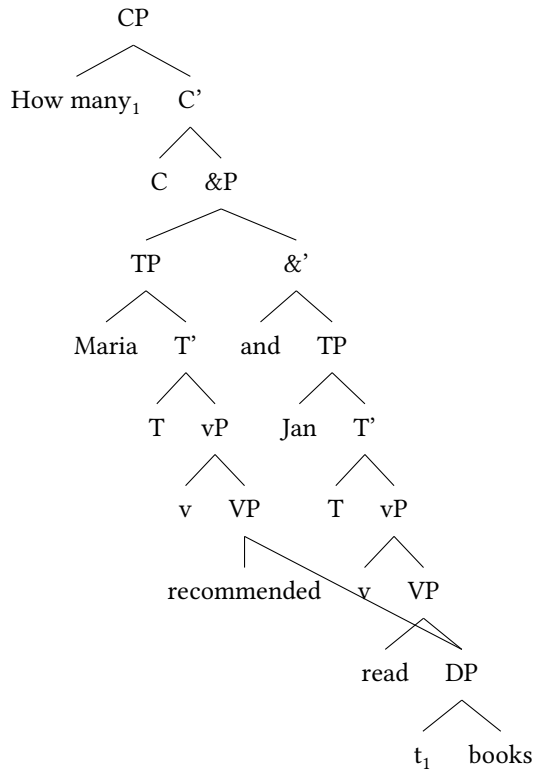 CP
How many₁ C’
C &P
TP &’
Maria T’ and TP
T vP Jan T’
v VP T vP
recommended v VP
read DP
t₁ books